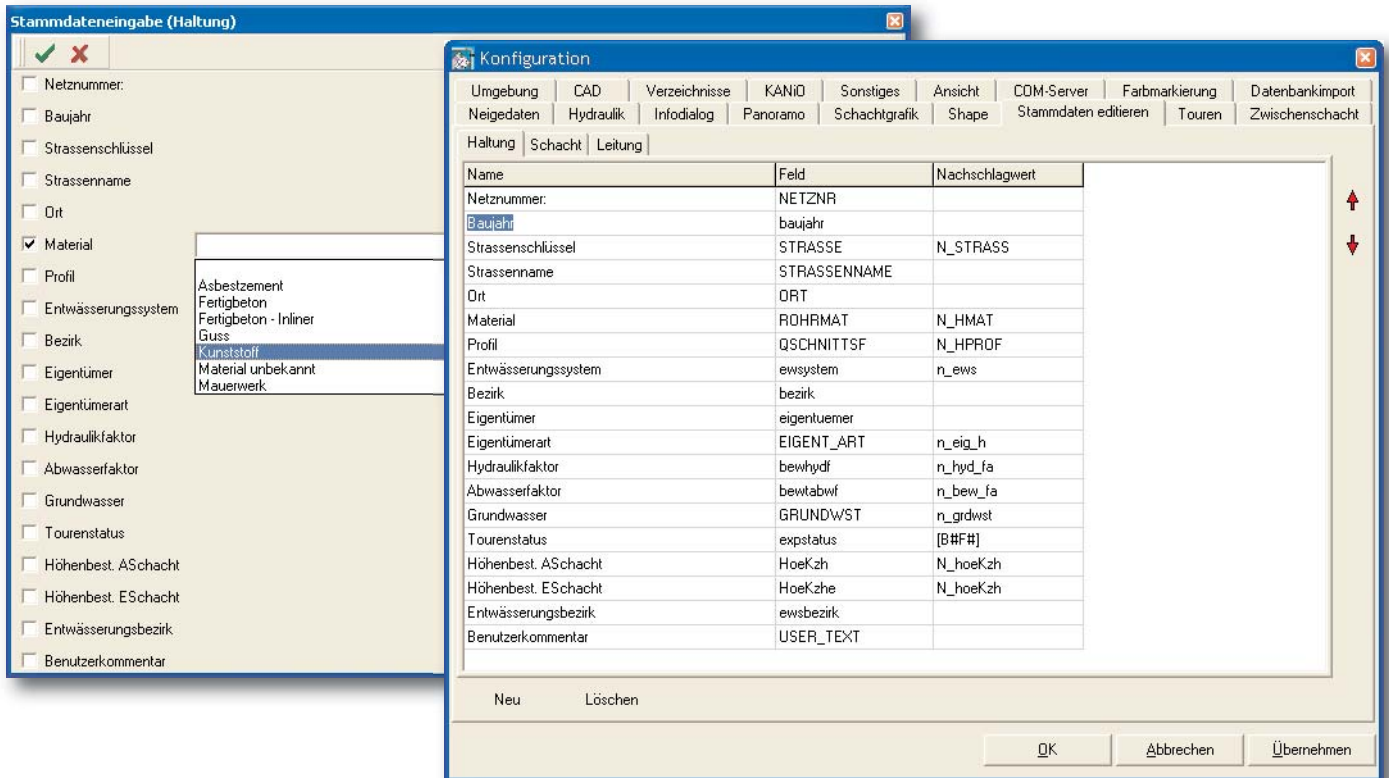 Stammdateneingabe (Haltung)
Netznummer:
Baujahr
Strassenschlüssel
Strassenname
Ort
Material
Profil
Entwässerungssystem
Bezirk
Eigentümer
Eigentümerart
Hydraulikfaktor
Abwasserfaktor
Grundwasser
Tourenstatus
Höhenbest. ASchacht
Höhenbest. ESchacht
Entwässerungsbezirk
Benutzerkommentar
Asbestzement
Fertigbeton
Fertigbeton - Inliner
Guss
Kunststoff
Material unbekannt
Mauerwerk
Konfiguration
Umgebung CAD Verzeichnisse KANiO Sonstiges Ansicht COM-Server Farbmarkierung Datenbankimport
Neigedaten Hydraulik Infodialog Panoramo Schachtgrafik Shape Stammdaten editieren Touren Zwischenschacht
Haltung Schacht Leitung
Name Feld Nachschlagwert
Netznummer: NETZNR
Baujahr baujahr
Strassenschlüssel STRASSE N_STRASS
Strassenname STRASSENNAME
Ort ORT
Material ROHRMAT N_HMAT
Profil QSCHNITTSF N_HPROF
Entwässerungssystem ewsystem n_ews
Bezirk bezirk
Eigentümer eigentuemer
Eigentümerart EIGENT_ART n_eig_h
Hydraulikfaktor bewhydf n_hyd_fa
Abwasserfaktor bewtabwf n_bew_fa
Grundwasser GRUNDWST n_grdwst
Tourenstatus expstatus [B#F#]
Höhenbest. ASchacht HoeKzh N_hoeKzh
Höhenbest. ESchacht HoeKzhe N_hoeKzh
Entwässerungsbezirk ewsbezirk
Benutzerkommentar USER_TEXT
Neu Löschen
OK Abbrechen Übernehmen